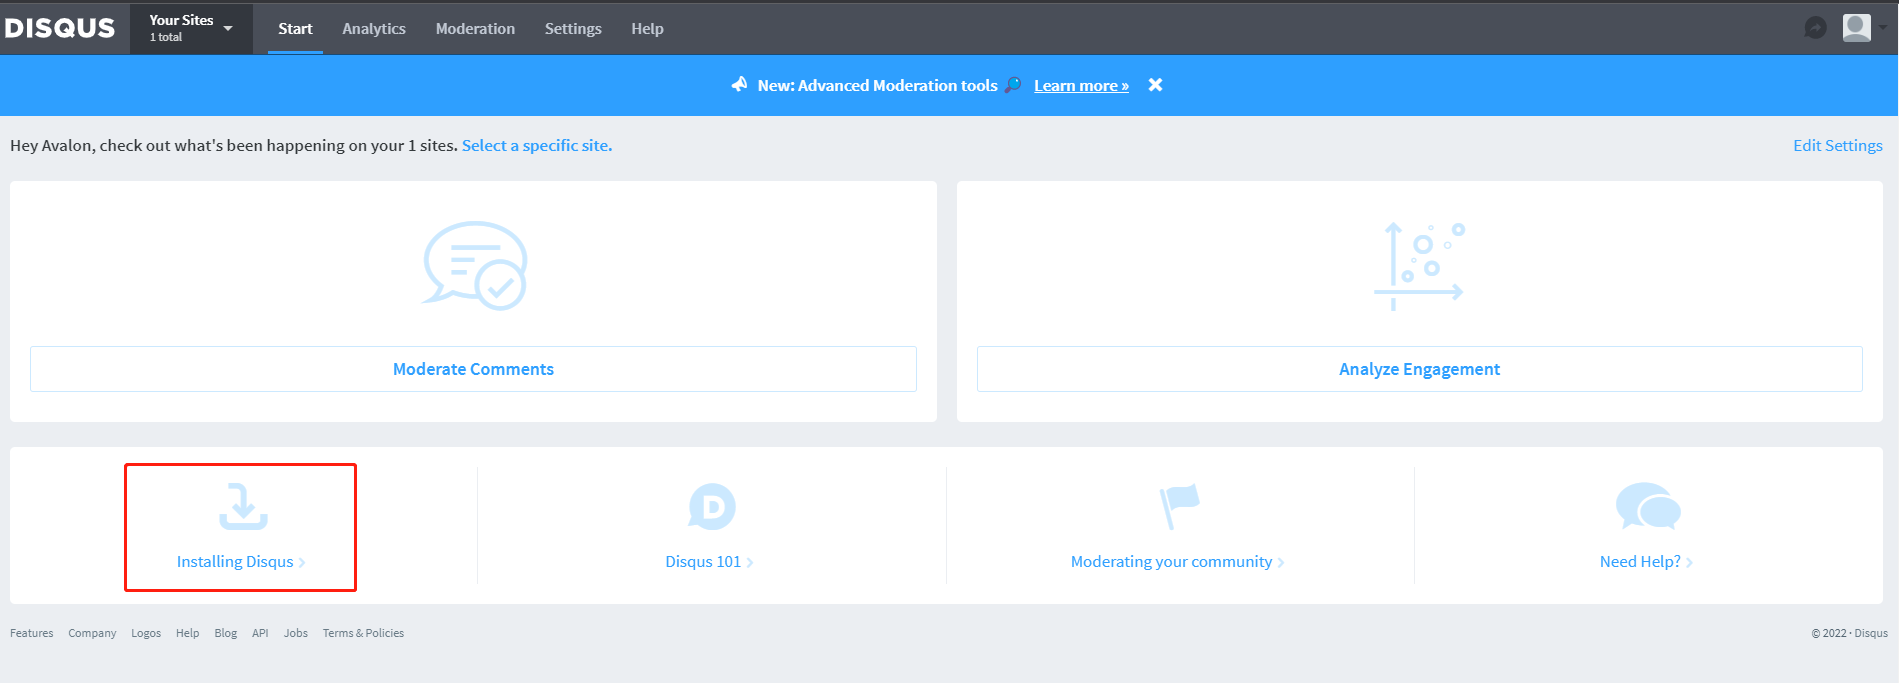 DISQUS
Your Sites
1 total
Start
Analytics
Moderation
Settings
Help
New: Advanced Moderation tools 🔎 Learn more »
Hey Avalon, check out what's been happening on your 1 sites. Select a specific site.
Edit Settings
Moderate Comments
Analyze Engagement
Installing Disqus
D
Disqus 101
Moderating your community
Need Help?
Features Company Logos Help Blog API Jobs Terms & Policies
© 2022 · Disqus